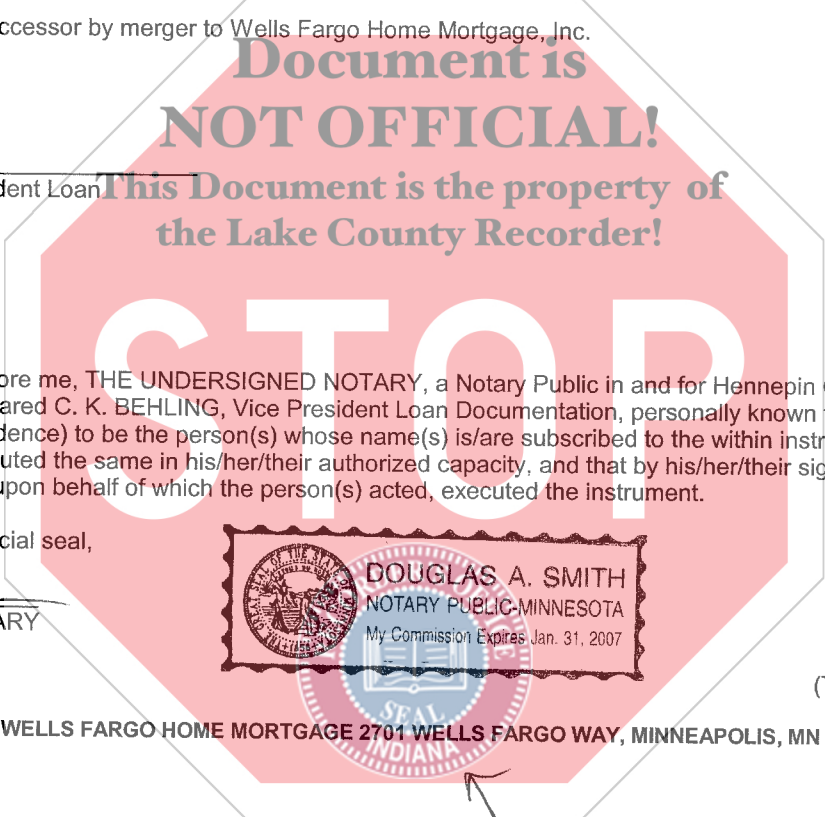 ccessor by merger to Wells Fargo Home Mortgage, Inc.
Document is
NOT OFFICIAL!
dent Loan
This Document is the property of
the Lake County Recorder!
STOP
ore me, THE UNDERSIGNED NOTARY, a Notary Public in and for Hennepin
ared C. K. BEHLING, Vice President Loan Documentation, personally known
dence) to be the person(s) whose name(s) is/are subscribed to the within instr
uted the same in his/her/their authorized capacity, and that by his/her/their sig
upon behalf of which the person(s) acted, executed the instrument.
cial seal,
DOUGLAS A. SMITH
NOTARY PUBLIC-MINNESOTA
My Commission Expires Jan. 31, 2007
ARY
SEAL
INDIANA
WELLS FARGO HOME MORTGAGE 2701 WELLS FARGO WAY, MINNEAPOLIS, MN